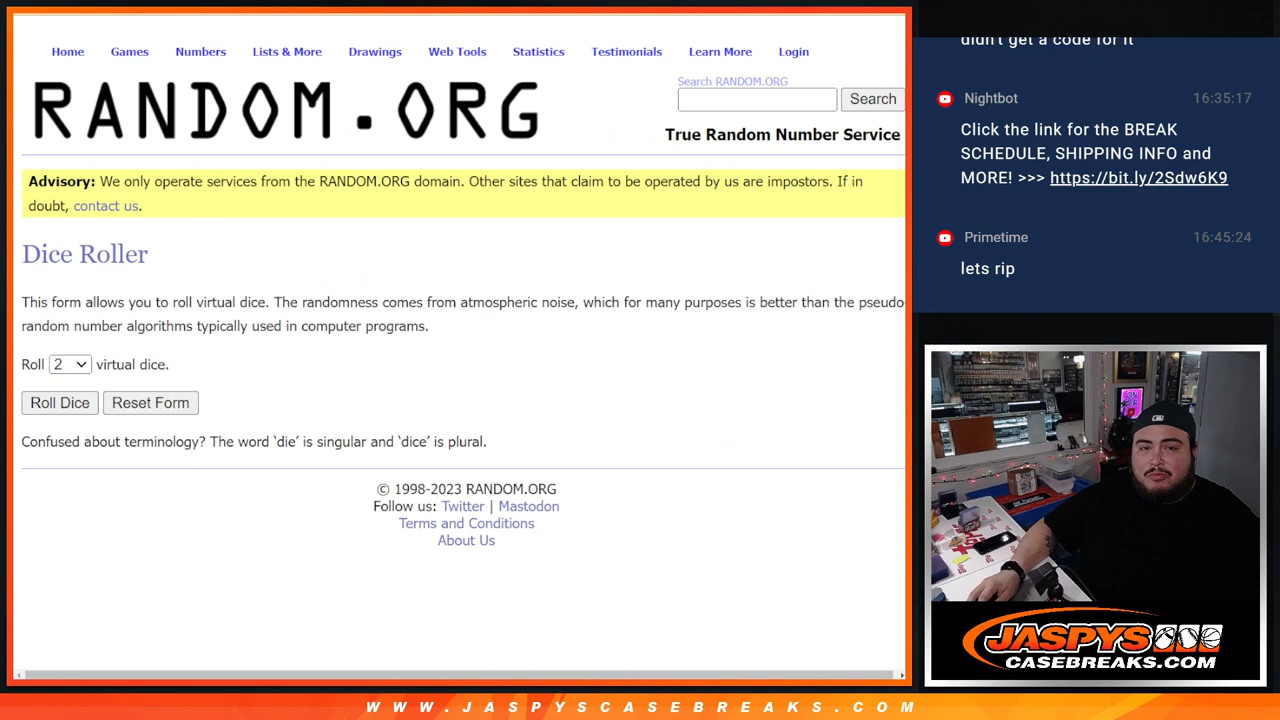 Home Games Numbers Lists & More Drawings Web Tools Statistics Testimonials Learn More Login
RANDOM.ORG
Search RANDOM.ORG
Search
True Random Number Service
Advisory: We only operate services from the RANDOM.ORG domain. Other sites that claim to be operated by us are impostors. If in
doubt, contact us.
Dice Roller
This form allows you to roll virtual dice. The randomness comes from atmospheric noise, which for many purposes is better than the pseudo
random number algorithms typically used in computer programs.
Roll 2 virtual dice.
Roll Dice Reset Form
Confused about terminology? The word ‘die’ is singular and ‘dice’ is plural.
© 1998-2023 RANDOM.ORG
Follow us: Twitter | Mastodon
Terms and Conditions
About Us
didn't get a code for it
Nightbot 16:35:17
Click the link for the BREAK
SCHEDULE, SHIPPING INFO and
MORE! >>> https://bit.ly/2Sdw6K9
Primetime 16:45:24
lets rip
JASPYS
CASEBREAKS.COM
WWW.JASPYSCASEBREAKS.COM